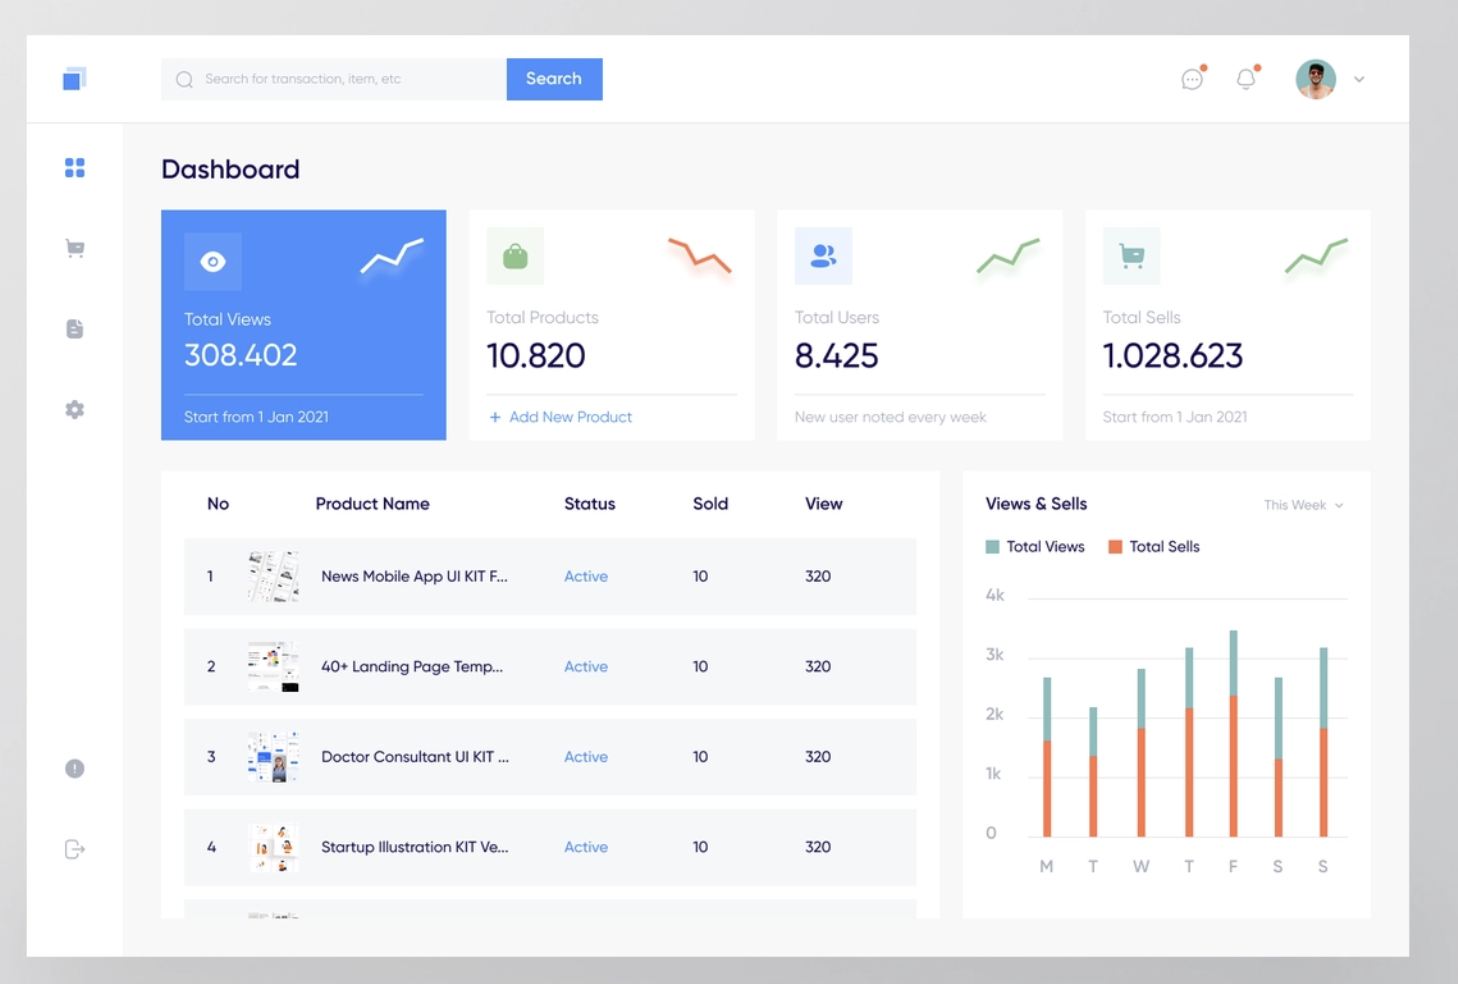 Search for transaction, item, etc
Search
Dashboard
Total Views
308.402
Start from 1 Jan 2021
Total Products
10.820
+ Add New Product
Total Users
8.425
New user noted every week
Total Sells
1.028.623
Start from 1 Jan 2021
No Product Name Status Sold View
1 News Mobile App UI KIT F... Active 10 320
2 40+ Landing Page Temp... Active 10 320
3 Doctor Consultant UI KIT ... Active 10 320
4 Startup Illustration KIT Ve... Active 10 320
Views & Sells
This Week
Total Views Total Sells
4k
3k
2k
1k
0
M T W T F S S